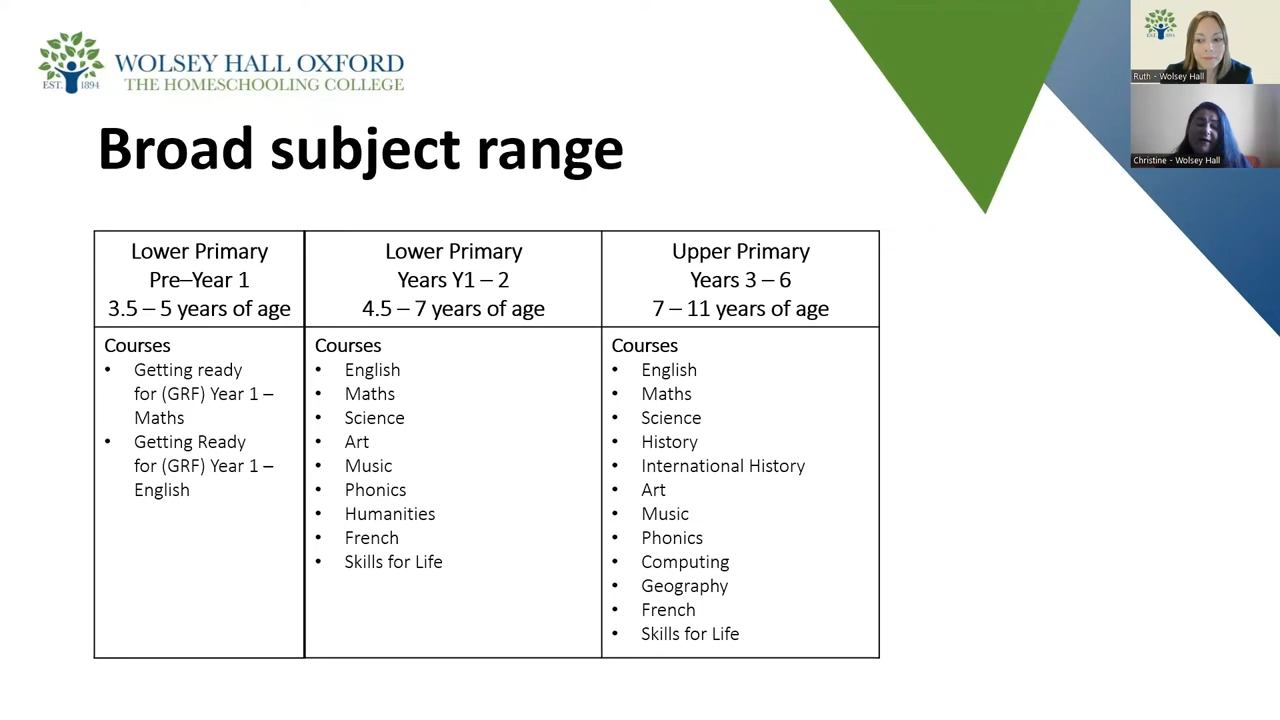 WOLSEY HALL OXFORD
EST. 1894
THE HOMESCHOOLING COLLEGE
Broad subject range
Lower Primary
Pre–Year 1
3.5 – 5 years of age
Courses
• Getting ready
for (GRF) Year 1 –
Maths
• Getting Ready
for (GRF) Year 1 –
English
Lower Primary
Years Y1 – 2
4.5 – 7 years of age
Courses
• English
• Maths
• Science
• Art
• Music
• Phonics
• Humanities
• French
• Skills for Life
Upper Primary
Years 3 – 6
7 – 11 years of age
Courses
• English
• Maths
• Science
• History
• International History
• Art
• Music
• Phonics
• Computing
• Geography
• French
• Skills for Life
EST. 1894
Ruth - Wolsey Hall
Christine - Wolsey Hall